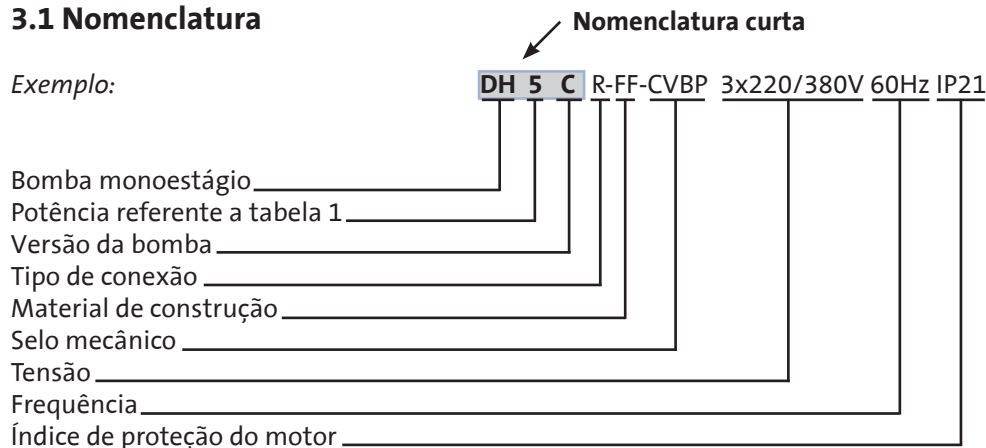 3.1 Nomenclatura
Nomenclatura curta
Exemplo:
DH 5 C R-FF-CVBP 3x220/380V 60Hz IP21
Bomba monoestágio
Potência referente a tabela 1
Versão da bomba
Tipo de conexão
Material de construção
Selo mecânico
Tensão
Frequência
Índice de proteção do motor